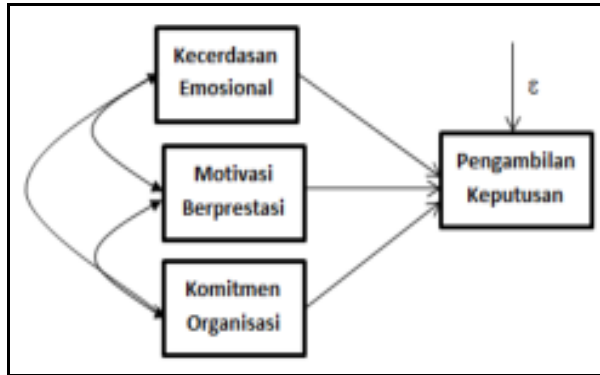 Kecerdasan
Emosional
ε
Motivasi
Berprestasi
Pengambilan
Keputusan
Komitmen
Organisasi